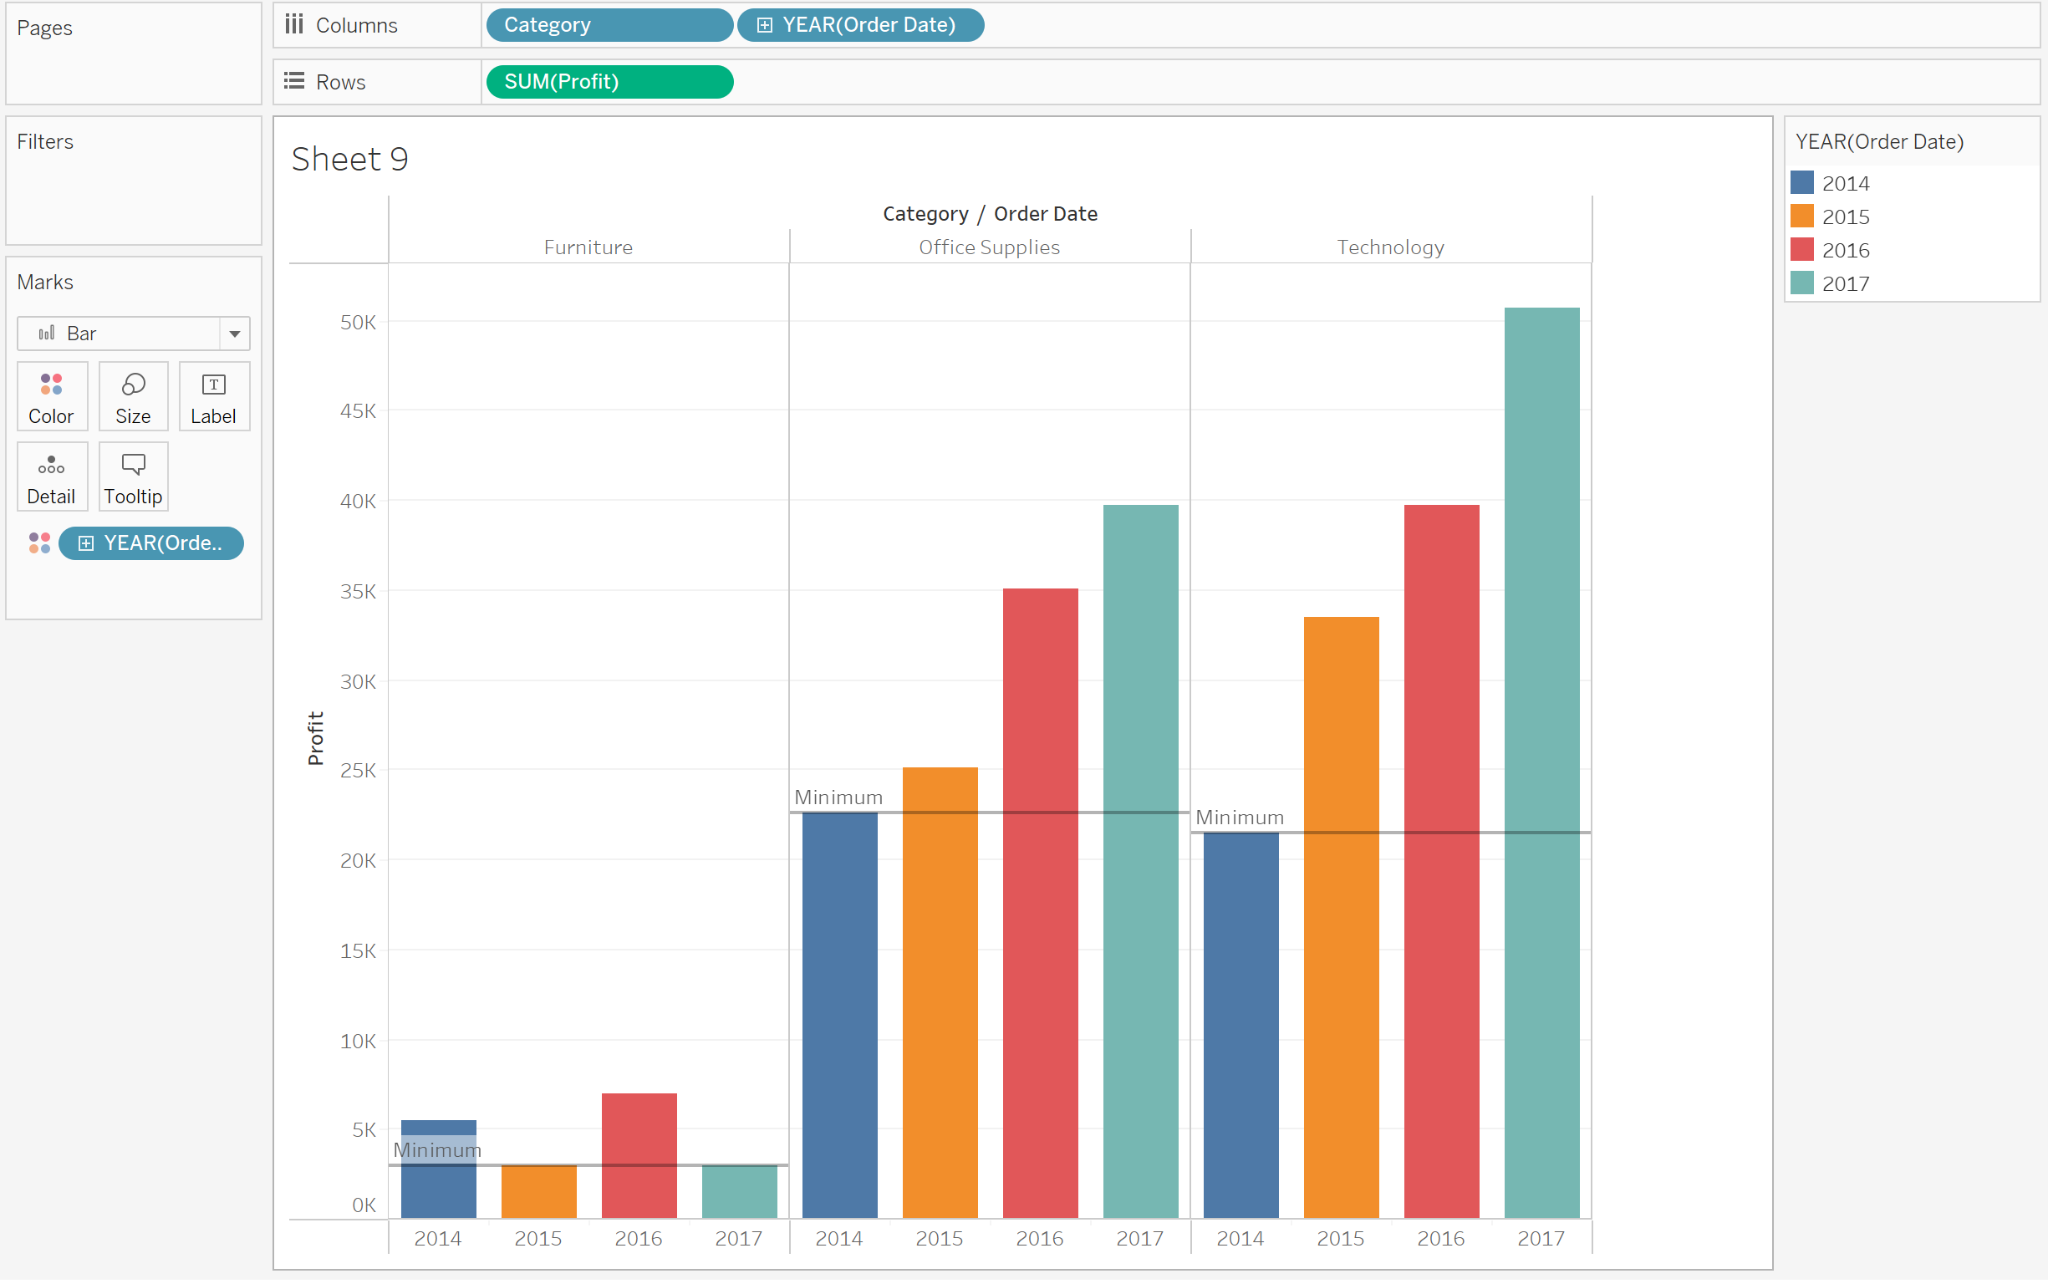 Pages
Columns
Category
YEAR(Order Date)
Rows
SUM(Profit)
Filters
Marks
Bar
Color
Size
T
Label
Detail
Tooltip
YEAR(Orde..
Sheet 9
Category / Order Date
Furniture
Office Supplies
Technology
Profit
50K
45K
40K
35K
30K
25K
20K
15K
10K
5K
0K
Minimum
Minimum
Minimum
2014
2015
2016
2017
2014
2015
2016
2017
2014
2015
2016
2017
YEAR(Order Date)
2014
2015
2016
2017